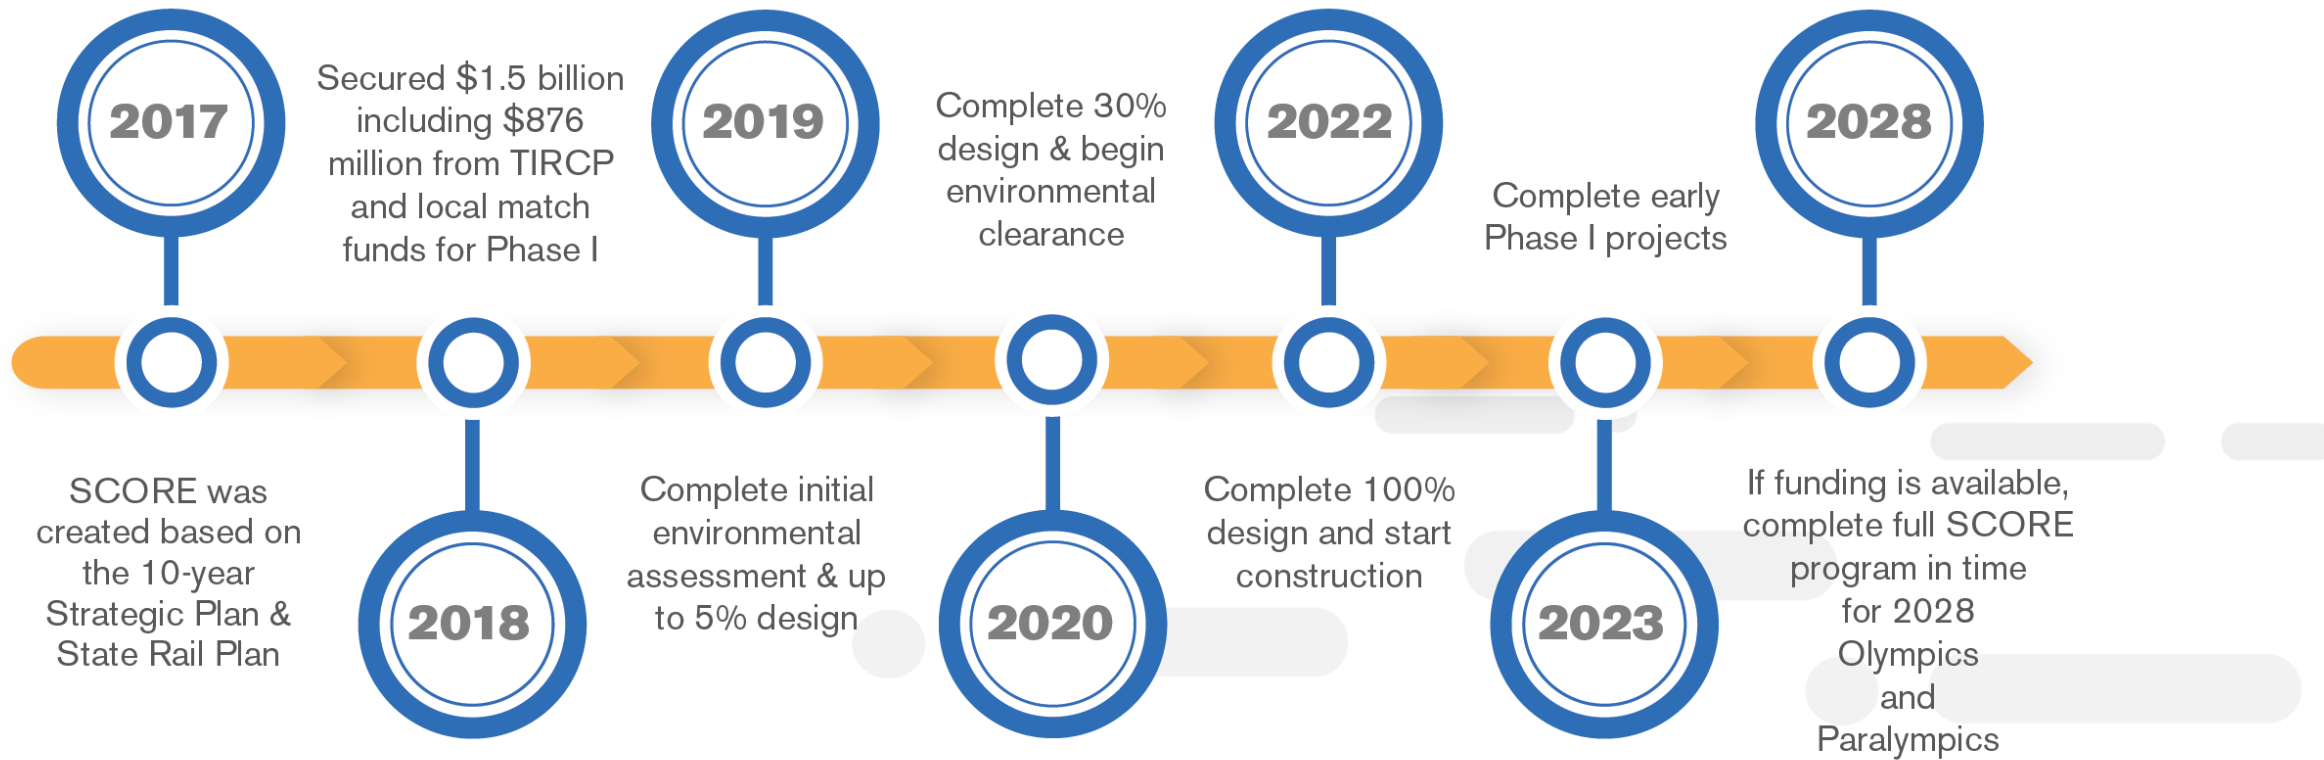 2017
SCORE was
created based on
the 10-year
Strategic Plan &
State Rail Plan
Secured $1.5 billion
including $876
million from TIRCP
and local match
funds for Phase I
2018
2019
Complete initial
environmental
assessment & up
to 5% design
Complete 30%
design & begin
environmental
clearance
2020
2022
Complete 100%
design and start
construction
Complete early
Phase I projects
2023
2028
If funding is available,
complete full SCORE
program in time
for 2028
Olympics
and
Paralympics